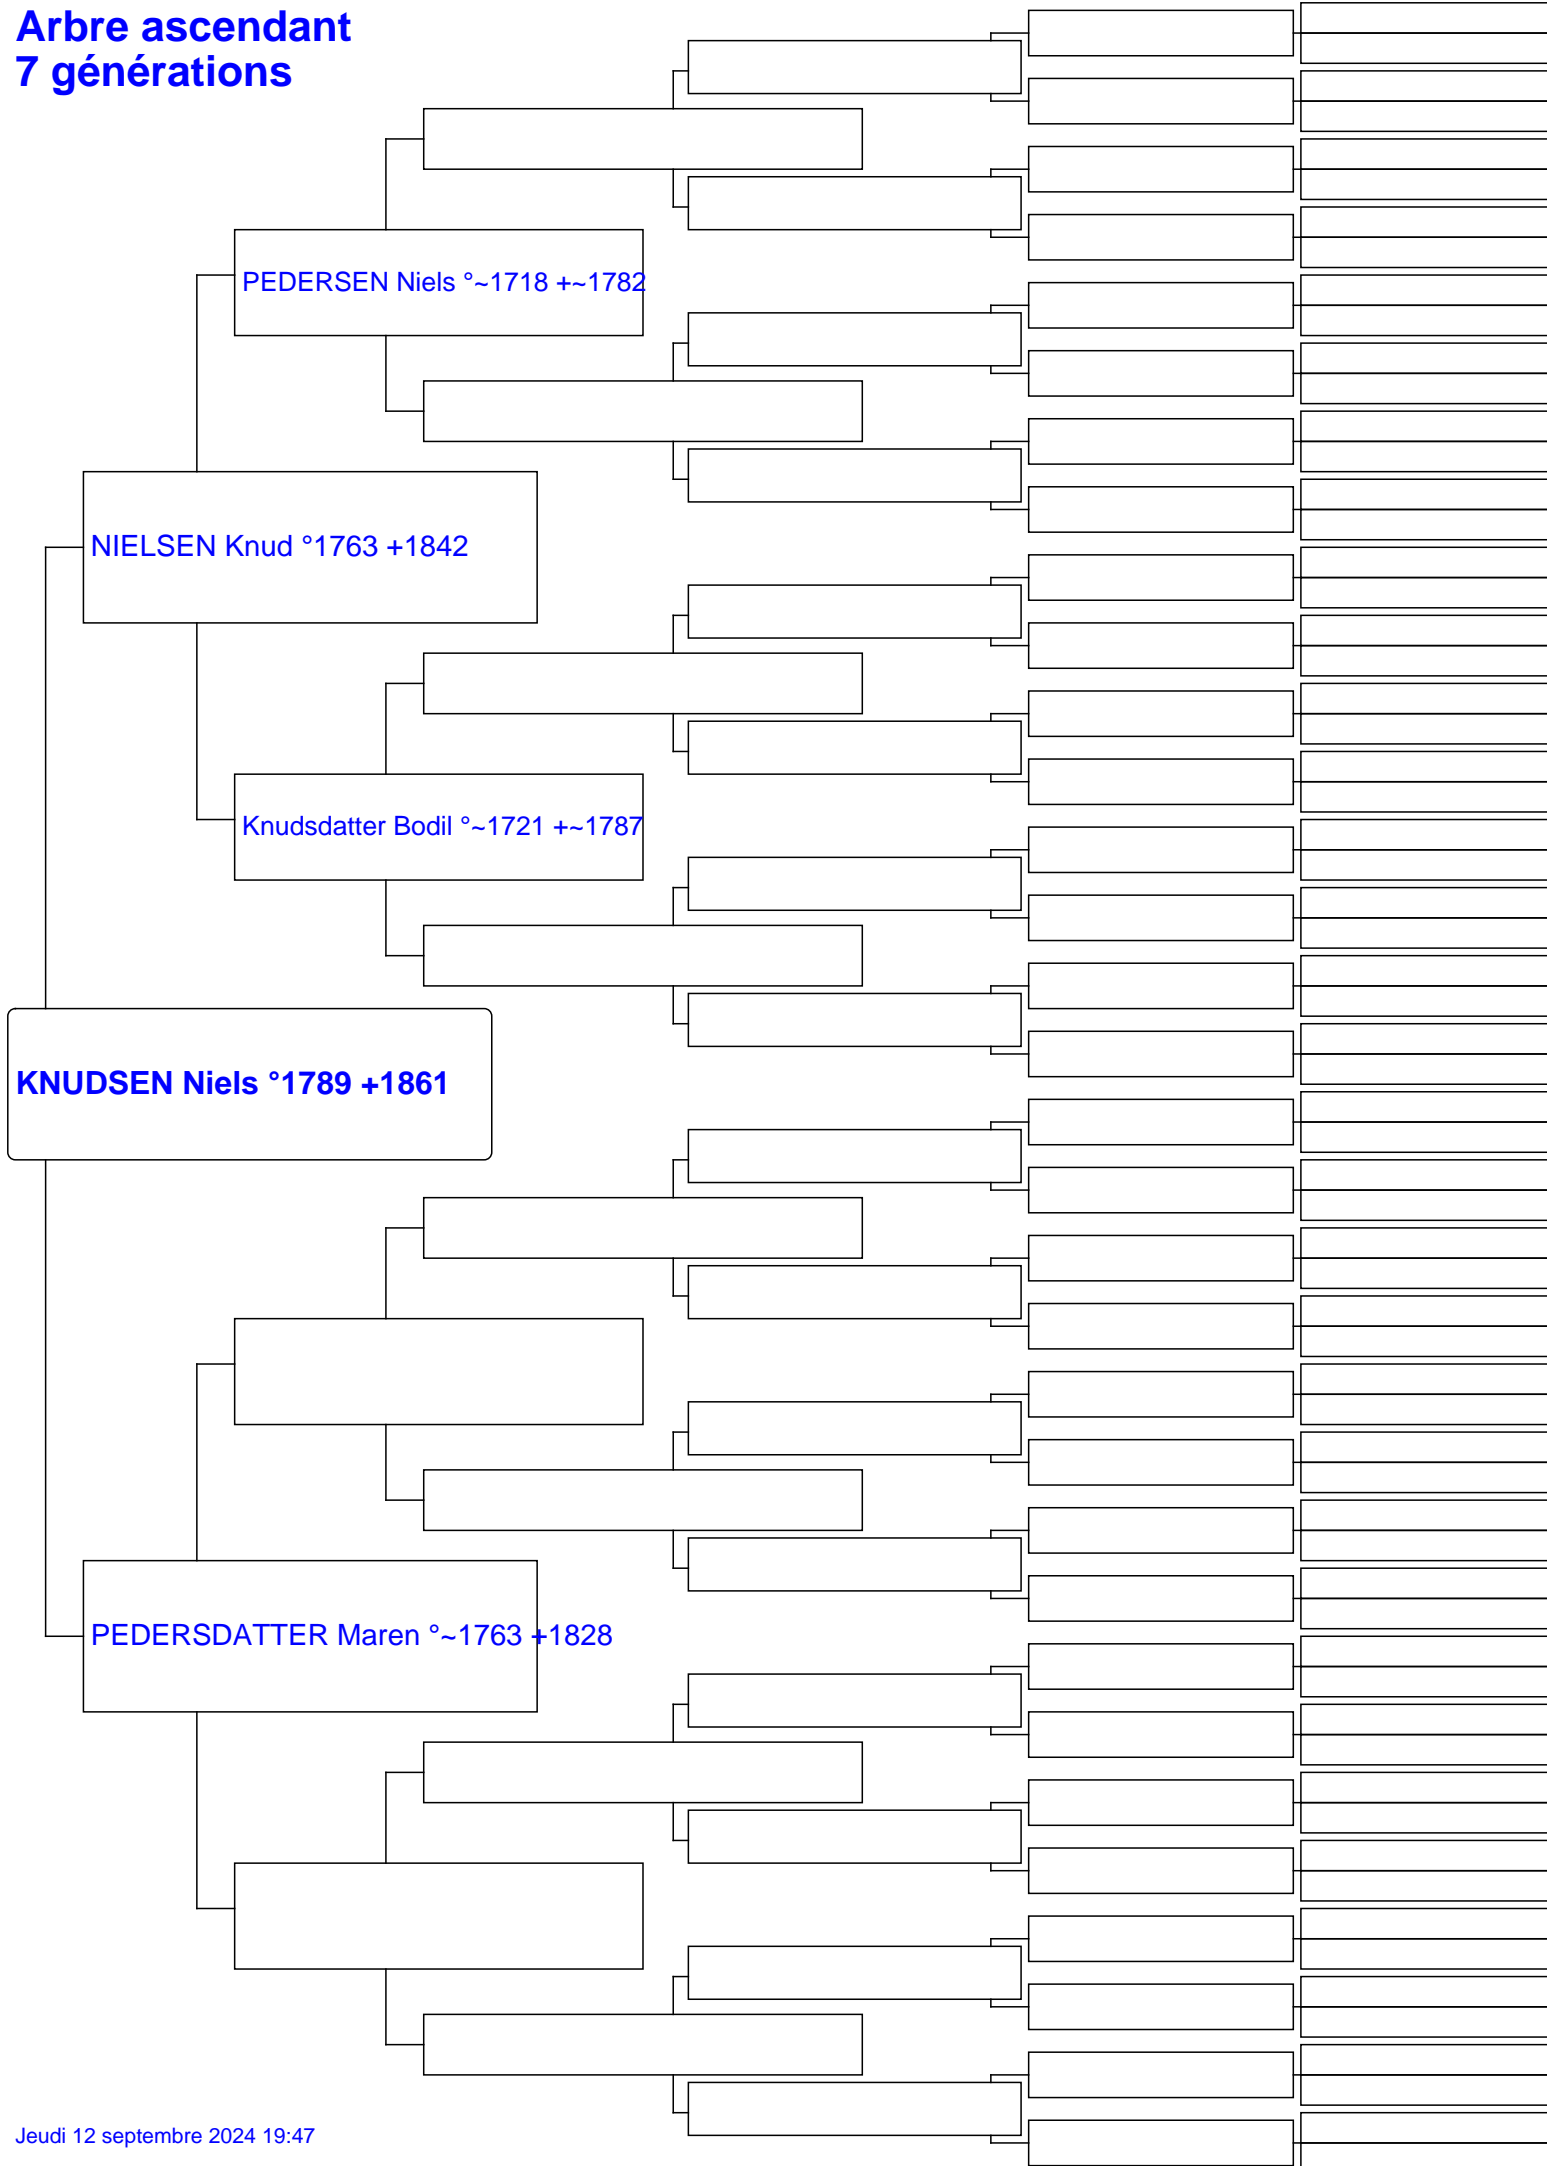 Arbre ascendant
7 générations
PEDERSEN Niels °~1718 +~1782
NIELSEN Knud °1763 +1842
Knudsdatter Bodil °~1721 +~1787
KNUDSEN Niels °1789 +1861
PEDERSDATTER Maren °~1763 +1828
Jeudi 12 septembre 2024 19:47